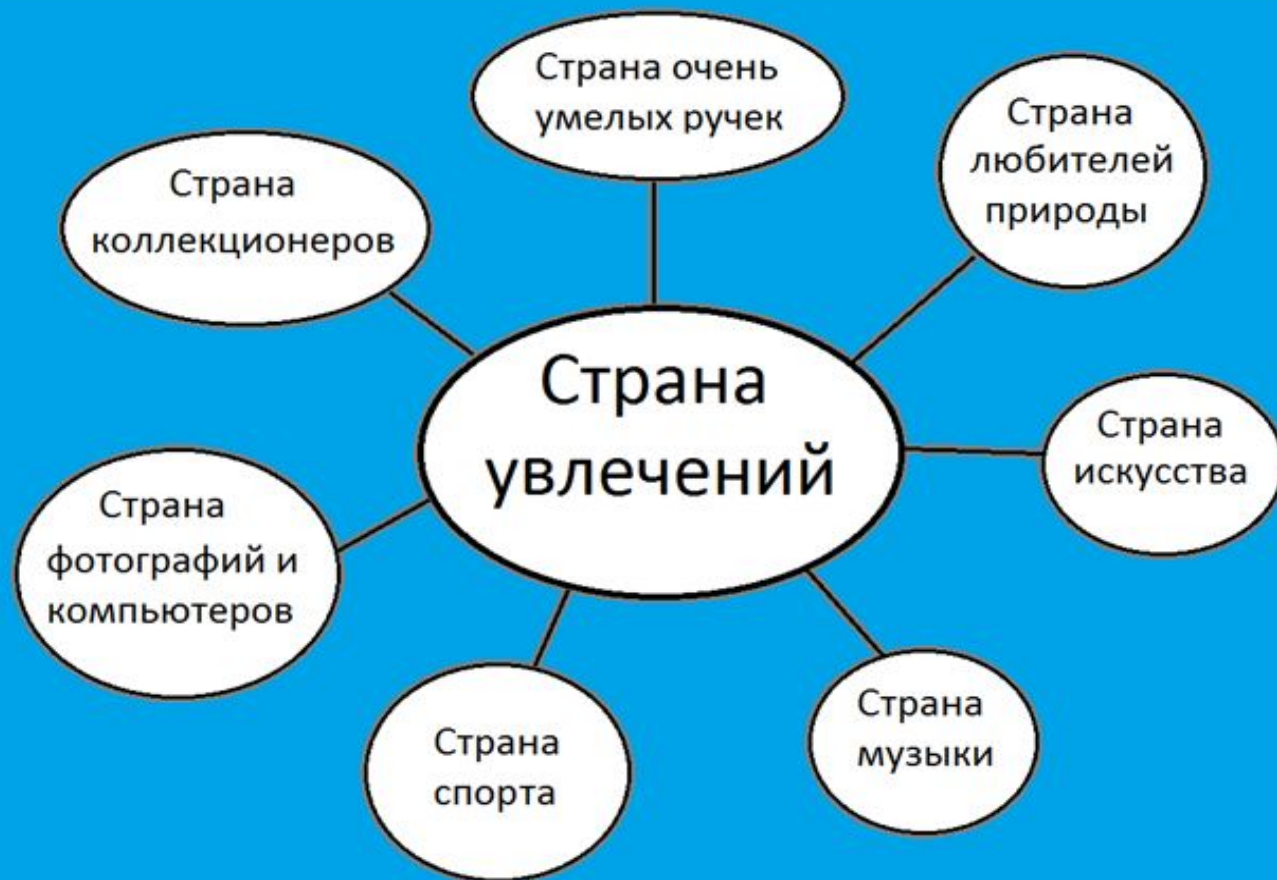 Страна очень
умелых ручек
Страна
любителей
природы
Страна
коллекционеров
Страна
увлечений
Страна
искусства
Страна
фотографий и
компьютеров
Страна
музыки
Страна
спорта